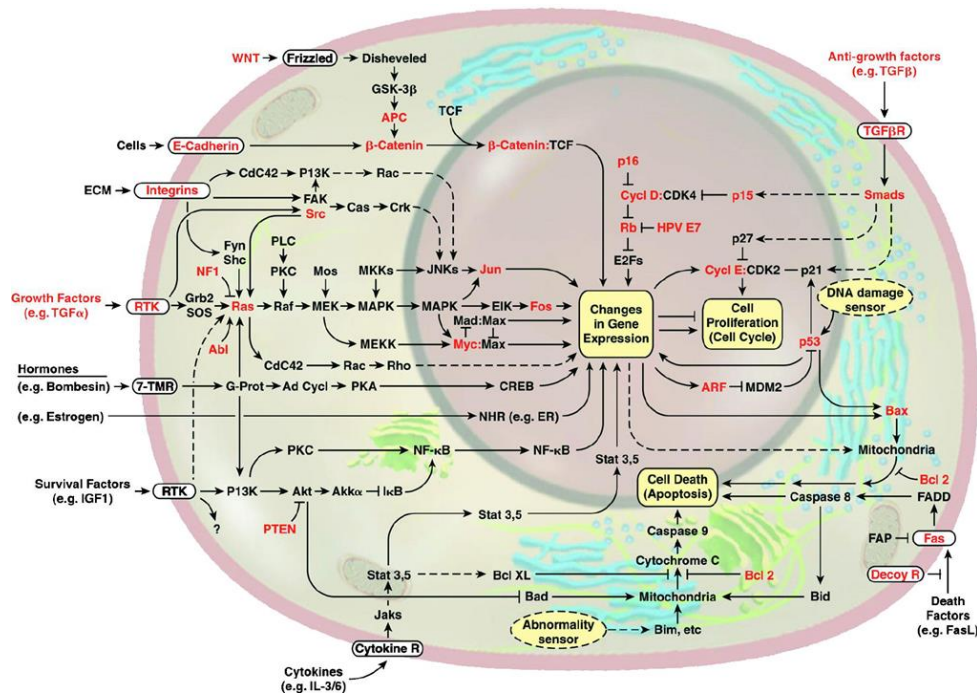 WNT
Frizzled
Disheveled
GSK-3β
APC
TCF
Cells
E-Cadherin
β-Catenin
β-Catenin:TCF
Anti-growth factors
(e.g. TGFβ)
TGFβR
Smads
CdC42
P13K
Rac
ECM
Integrins
FAK
Src
Cas
Crk
p16
Cycl D:CDK4
p15
Rb
HPV E7
E2Fs
p27
Cycl E:CDK2
p21
DNA damage
sensor
Fyn
Shc
PLC
NF1
PKC
Mos
MKKs
JNKs
Jun
Growth Factors
(e.g. TGFα)
RTK
Grb2
SOS
Ras
Raf
MEK
MAPK
MAPK
ElK
Fos
Mad:Max
MEKK
Myc:Max
Abl
CdC42
Rac
Rho
Changes
in Gene
Expression
Cell
Proliferation
(Cell Cycle)
p53
ARF
MDM2
Hormones
(e.g. Bombesin)
7-TMR
G-Prot
Ad Cycl
PKA
CREB
(e.g. Estrogen)
NHR (e.g. ER)
Bax
Mitochondria
PKC
NF-κB
NF-κB
Stat 3,5
Survival Factors
(e.g. IGF1)
RTK
P13K
Akt
Akkα
IκB
?
PTEN
Cell Death
(Apoptosis)
Caspase 8
Bcl 2
FADD
Stat 3,5
Caspase 9
FAP
Fas
Cytochrome C
Stat 3,5
Bcl XL
Bcl 2
Decoy R
Bad
Mitochondria
Bid
Death
Factors
(e.g. FasL)
Jaks
Abnormality
sensor
Bim, etc
Cytokine R
Cytokines
(e.g. IL-3/6)